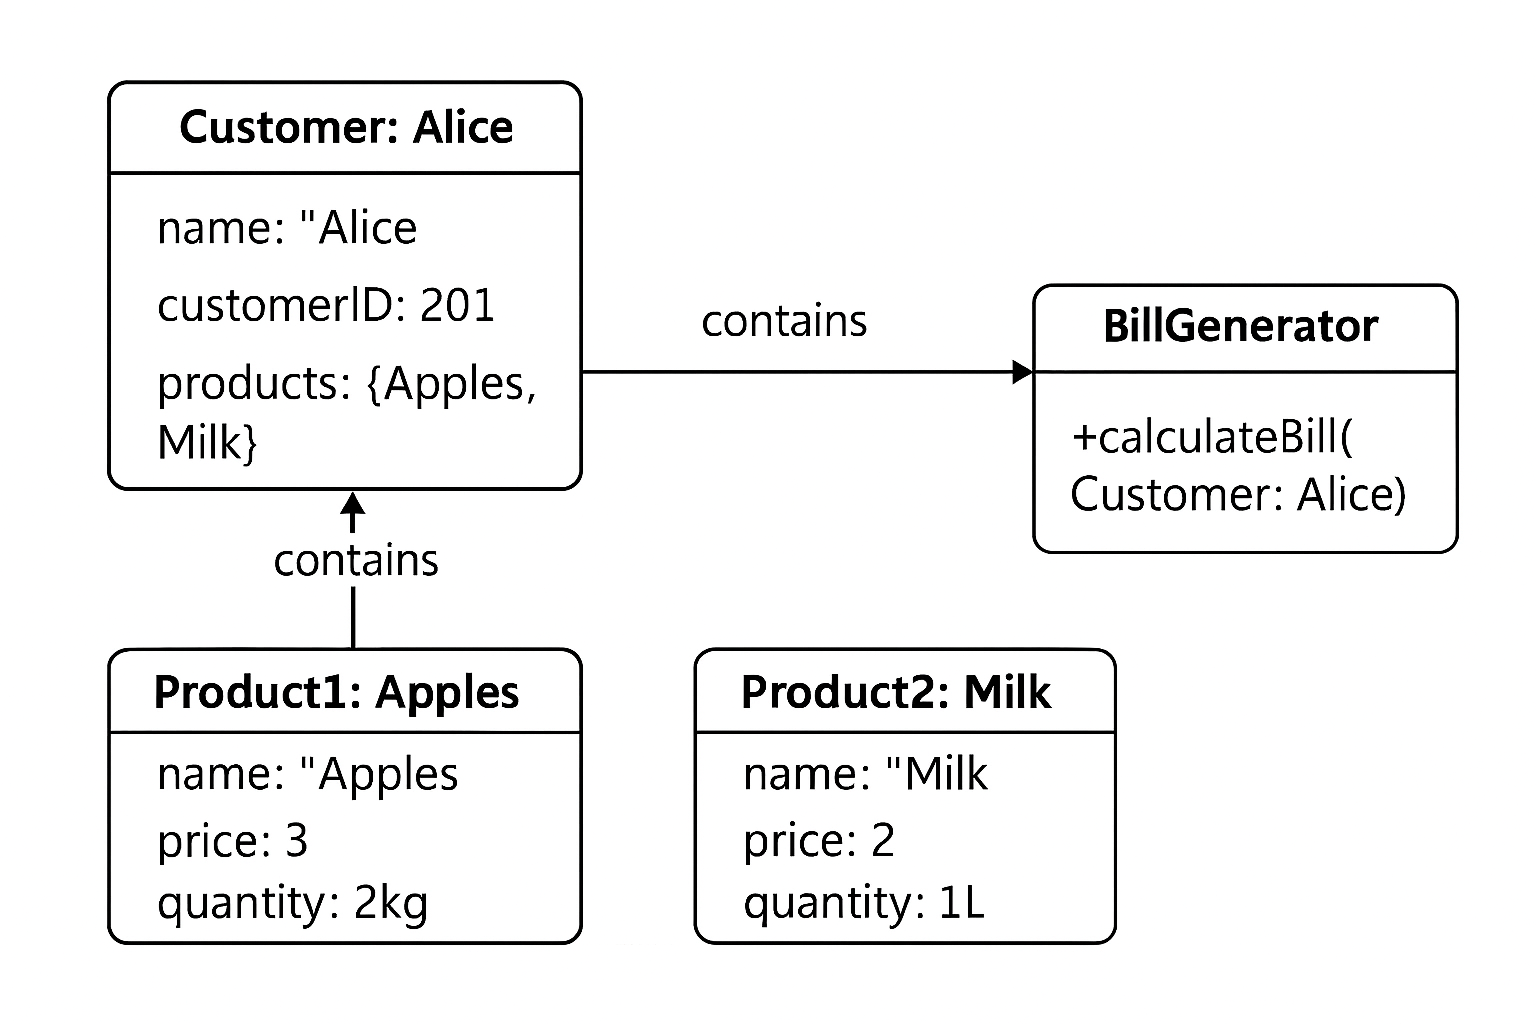 Customer: Alice
name: "Alice
customerID: 201
products: {Apples,
Milk}
contains
BillGenerator
+calculateBill(
Customer: Alice)
contains
Product1: Apples
name: "Apples
price: 3
quantity: 2kg
Product2: Milk
name: "Milk
price: 2
quantity: 1L